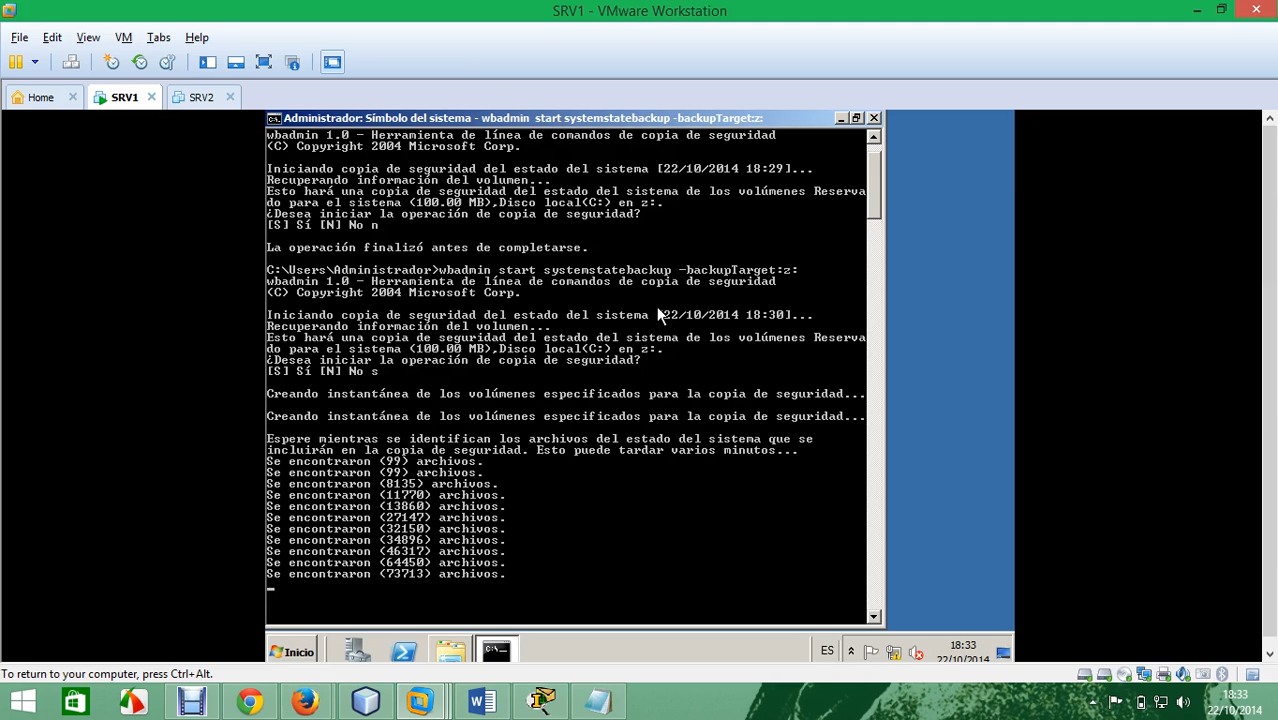 SRV1 - VMware Workstation
File Edit View VM Tabs Help
Home SRV1 SRV2
Administrador: Símbolo del sistema - wbadmin start systemstatebackup -backupTarget:z:
wbadmin 1.0 - Herramienta de línea de comandos de copia de seguridad
(C) Copyright 2004 Microsoft Corp.
Iniciando copia de seguridad del estado del sistema [22/10/2014 18:29]...
Recuperando información del volumen...
Esto hará una copia de seguridad del estado del sistema de los volúmenes Reserva
do para el sistema (100.00 MB),Disco local(C:) en z:.
¿Desea iniciar la operación de copia de seguridad?
[S] Sí [N] No n
La operación finalizó antes de completarse.
C:\Users\Administrador>wbadmin start systemstatebackup -backupTarget:z:
wbadmin 1.0 - Herramienta de línea de comandos de copia de seguridad
(C) Copyright 2004 Microsoft Corp.
Iniciando copia de seguridad del estado del sistema [22/10/2014 18:30]...
Recuperando información del volumen...
Esto hará una copia de seguridad del estado del sistema de los volúmenes Reserva
do para el sistema (100.00 MB),Disco local(C:) en z:.
¿Desea iniciar la operación de copia de seguridad?
[S] Sí [N] No s
Creando instantánea de los volúmenes especificados para la copia de seguridad...
Creando instantánea de los volúmenes especificados para la copia de seguridad...
Espere mientras se identifican los archivos del estado del sistema que se
incluirán en la copia de seguridad. Esto puede tardar varios minutos...
Se encontraron (99) archivos.
Se encontraron (99) archivos.
Se encontraron (8135) archivos.
Se encontraron (11770) archivos.
Se encontraron (13860) archivos.
Se encontraron (27147) archivos.
Se encontraron (32150) archivos.
Se encontraron (34896) archivos.
Se encontraron (46317) archivos.
Se encontraron (64450) archivos.
Se encontraron (73713) archivos.
Inicio ES 18:33
22/10/2014
To return to your computer, press Ctrl+Alt.
18:33
22/10/2014